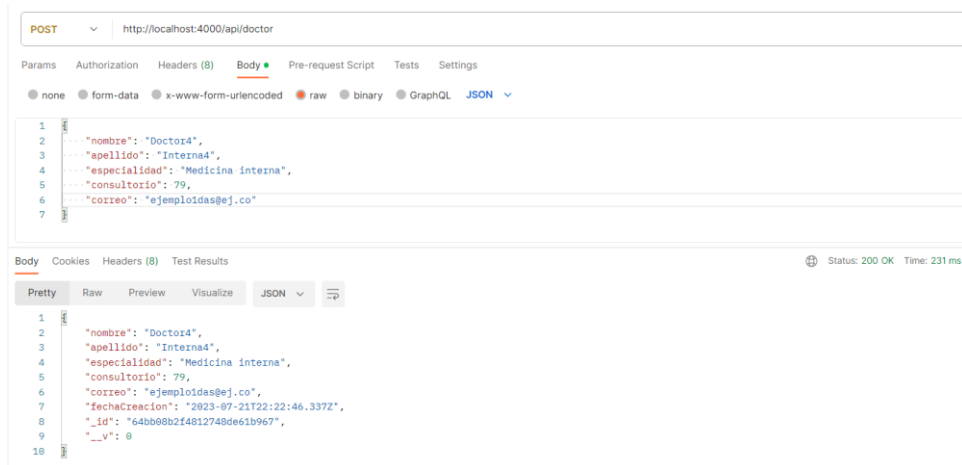 POST http://localhost:4000/api/doctor
Params Authorization Headers (8) Body Pre-request Script Tests Settings
none form-data x-www-form-urlencoded raw binary GraphQL JSON
1 {
2 "nombre": "Doctor4",
3 "apellido": "Interna4",
4 "especialidad": "Medicina interna",
5 "consultorio": 79,
6 "correo": "ejemplo1das@ej.co"
7 }
Body Cookies Headers (8) Test Results Status: 200 OK Time: 231 ms
Pretty Raw Preview Visualize JSON
1 {
2 "nombre": "Doctor4",
3 "apellido": "Interna4",
4 "especialidad": "Medicina interna",
5 "consultorio": 79,
6 "correo": "ejemplo1das@ej.co",
7 "fechaCreacion": "2023-07-21T22:22:46.337Z",
8 "_id": "64bb08b2f4812748de61b967",
9 "__v": 0
10 }